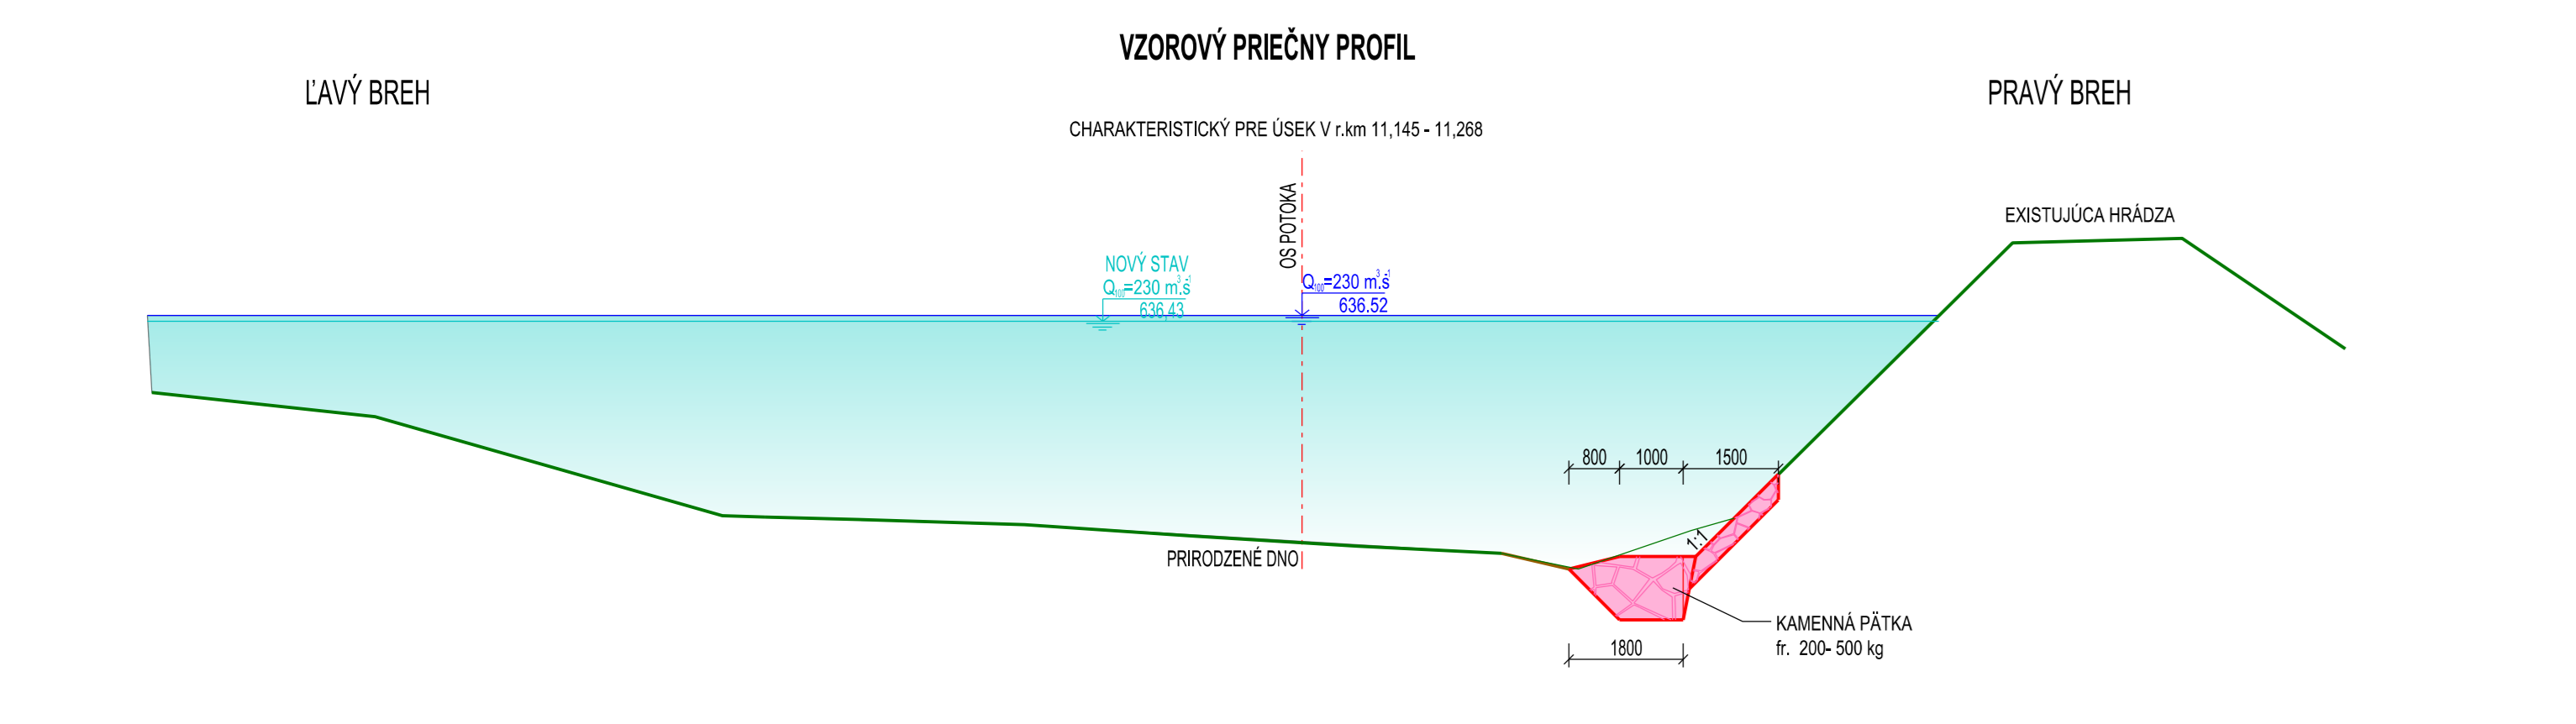 VZOROVÝ PRIEČNY PROFIL
ĽAVÝ BREH
PRAVÝ BREH
CHARAKTERISTICKÝ PRE ÚSEK V r.km 11,145 - 11,268
OS POTOKA
EXISTUJÚCA HRÁDZA
NOVÝ STAV
Q₁₀₀=230 m³.s⁻¹
636,43
Q₁₀₀=230 m³.s⁻¹
636.52
800
1000
1500
1:1
PRIRODZENÉ DNO
KAMENNÁ PÄTKA
fr. 200- 500 kg
1800